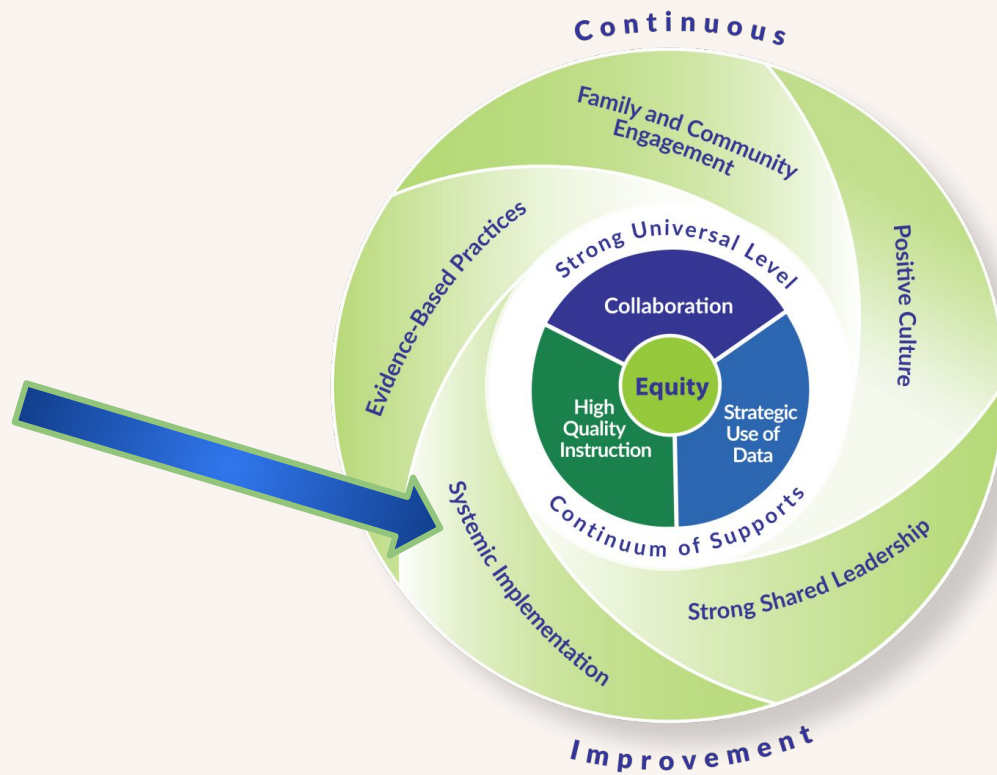 Continuous
Family and Community
Engagement
Positive Culture
Evidence-Based Practices
Strong Universal Level
Collaboration
Equity
High
Quality
Instruction
Strategic
Use of
Data
Continuum of Supports
Systemic Implementation
Strong Shared Leadership
Improvement